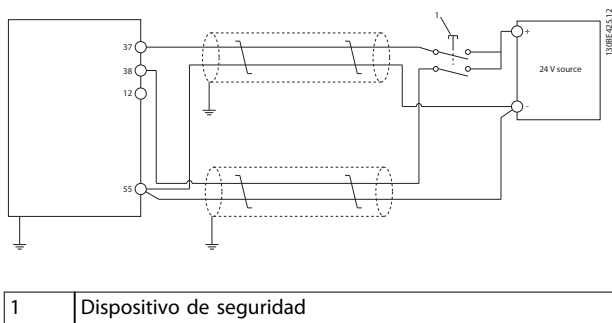 1
130BE425.12
37
+
38
24 V source
12
-
55
1 Dispositivo de seguridad